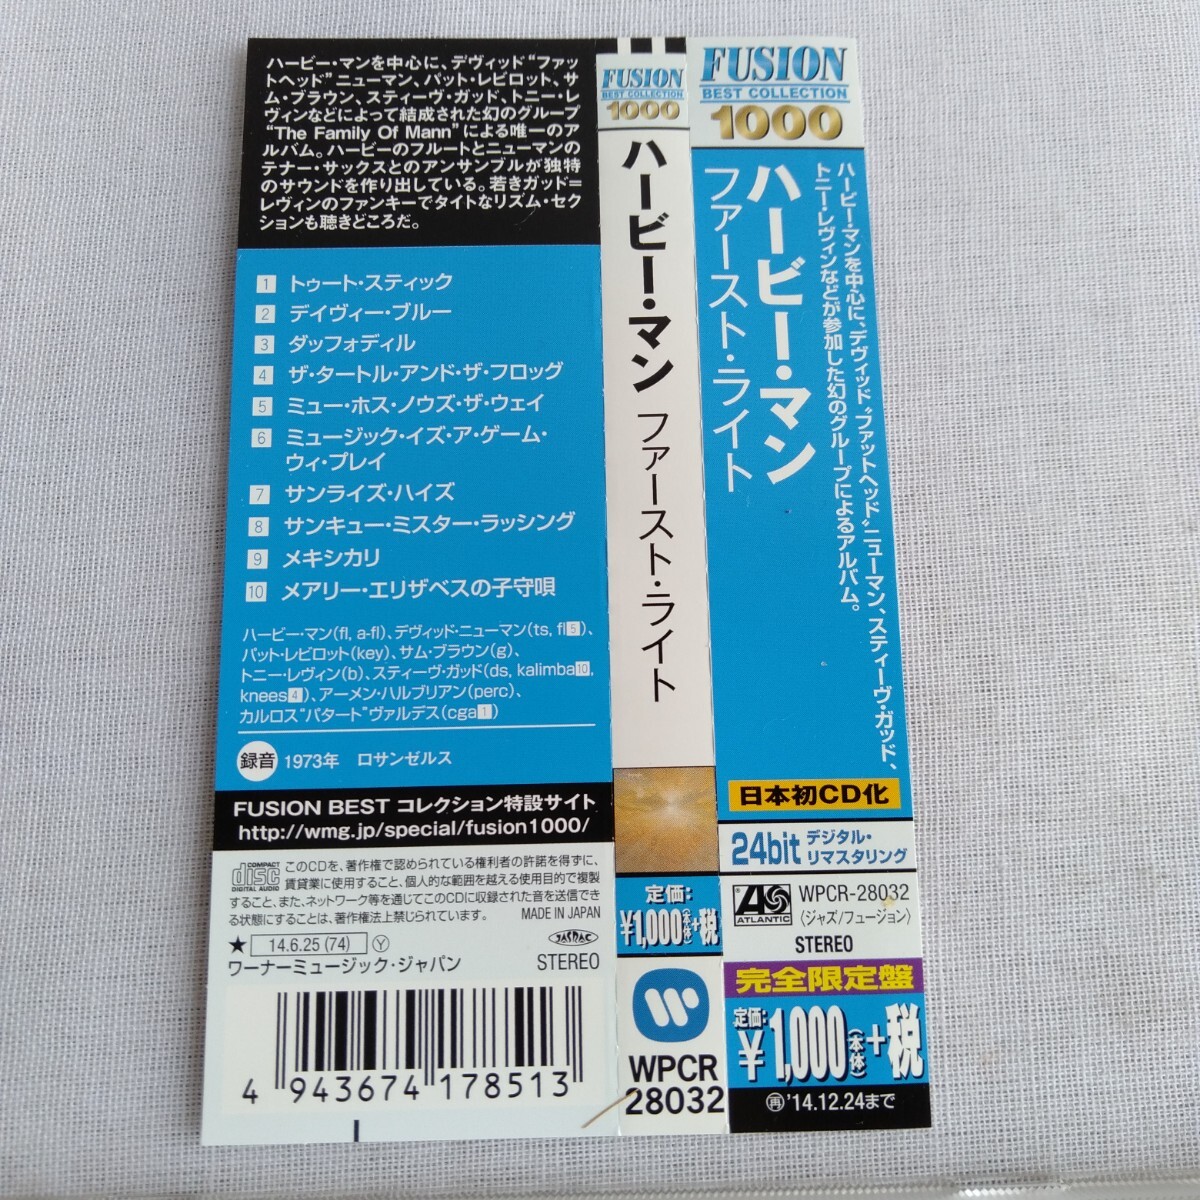 ハービー・マンを中心に、デヴィッド“ファッ
トヘッド”ニューマン、パット・レビロット、サ
ム・ブラウン、スティーヴ・ガッド、トニー・レ
ヴィンなどによって結成された幻のグループ
“The Family Of Mann”による唯一のア
ルバム。ハービーのフルートとニューマンの
テナー・サックスとのアンサンブルが独特
のサウンドを作り出している。若きガッド=
レヴィンのファンキーでタイトなリズム・セク
ションも聴きどころだ。
1 トゥート・スティック
2 デイヴィー・ブルー
3 ダッフォディル
4 ザ・タートル・アンド・ザ・フロッグ
5 ミュー・ホス・ノウズ・ザ・ウェイ
6 ミュージック・イズ・ア・ゲーム・
ウィ・プレイ
7 サンライズ・ハイズ
8 サンキュー・ミスター・ラッシング
9 メキシカリ
10 メアリー・エリザベスの子守唄
ハービー・マン(fl, a-fl)、デヴィッド・ニューマン(ts, fl5)、
パット・レビロット(key)、サム・ブラウン(g)、
トニー・レヴィン(b)、スティーヴ・ガッド(ds, kalimba10,
knees4)、アーメン・ハルブリアン(perc)、
カルロス“パタート”ヴァルデス(cga1)
録音 1973年 ロサンゼルス
FUSION BEST コレクション特設サイト
http://wmg.jp/special/fusion1000/
COMPACT
disc
DIGITAL AUDIO
このCDを、著作権で認められている権利者の許諾を得ずに、
賃貸業に使用すること、個人的な範囲を越える使用目的で複製
すること、また、ネットワーク等を通じてこのCDに収録された音を送信でき
る状態にすることは、著作権法上禁じられています。
MADE IN JAPAN
★ 14.6.25 (74) Ⓨ
JASRAC
ワーナーミュージック・ジャパン
STEREO
4 943674 178513
FUSION
BEST COLLECTION
1000
ハービー・マン
ファースト・ライト
定価:
¥1,000(本体)+税
WPCR
28032
FUSION
BEST COLLECTION
1000
ハービー・マン
ファースト・ライト
ハービー・マンを中心に、デヴィッド“ファットヘッド”ニューマン、スティーヴ・ガッド、
トニー・レヴィンなどが参加した幻のグループによるアルバム。
日本初CD化
24bit デジタル・
リマスタリング
ATLANTIC
WPCR-28032
〈ジャズ/フュージョン〉
STEREO
完全限定盤
定価:
¥1,000(本体)+税
㊢'14.12.24まで